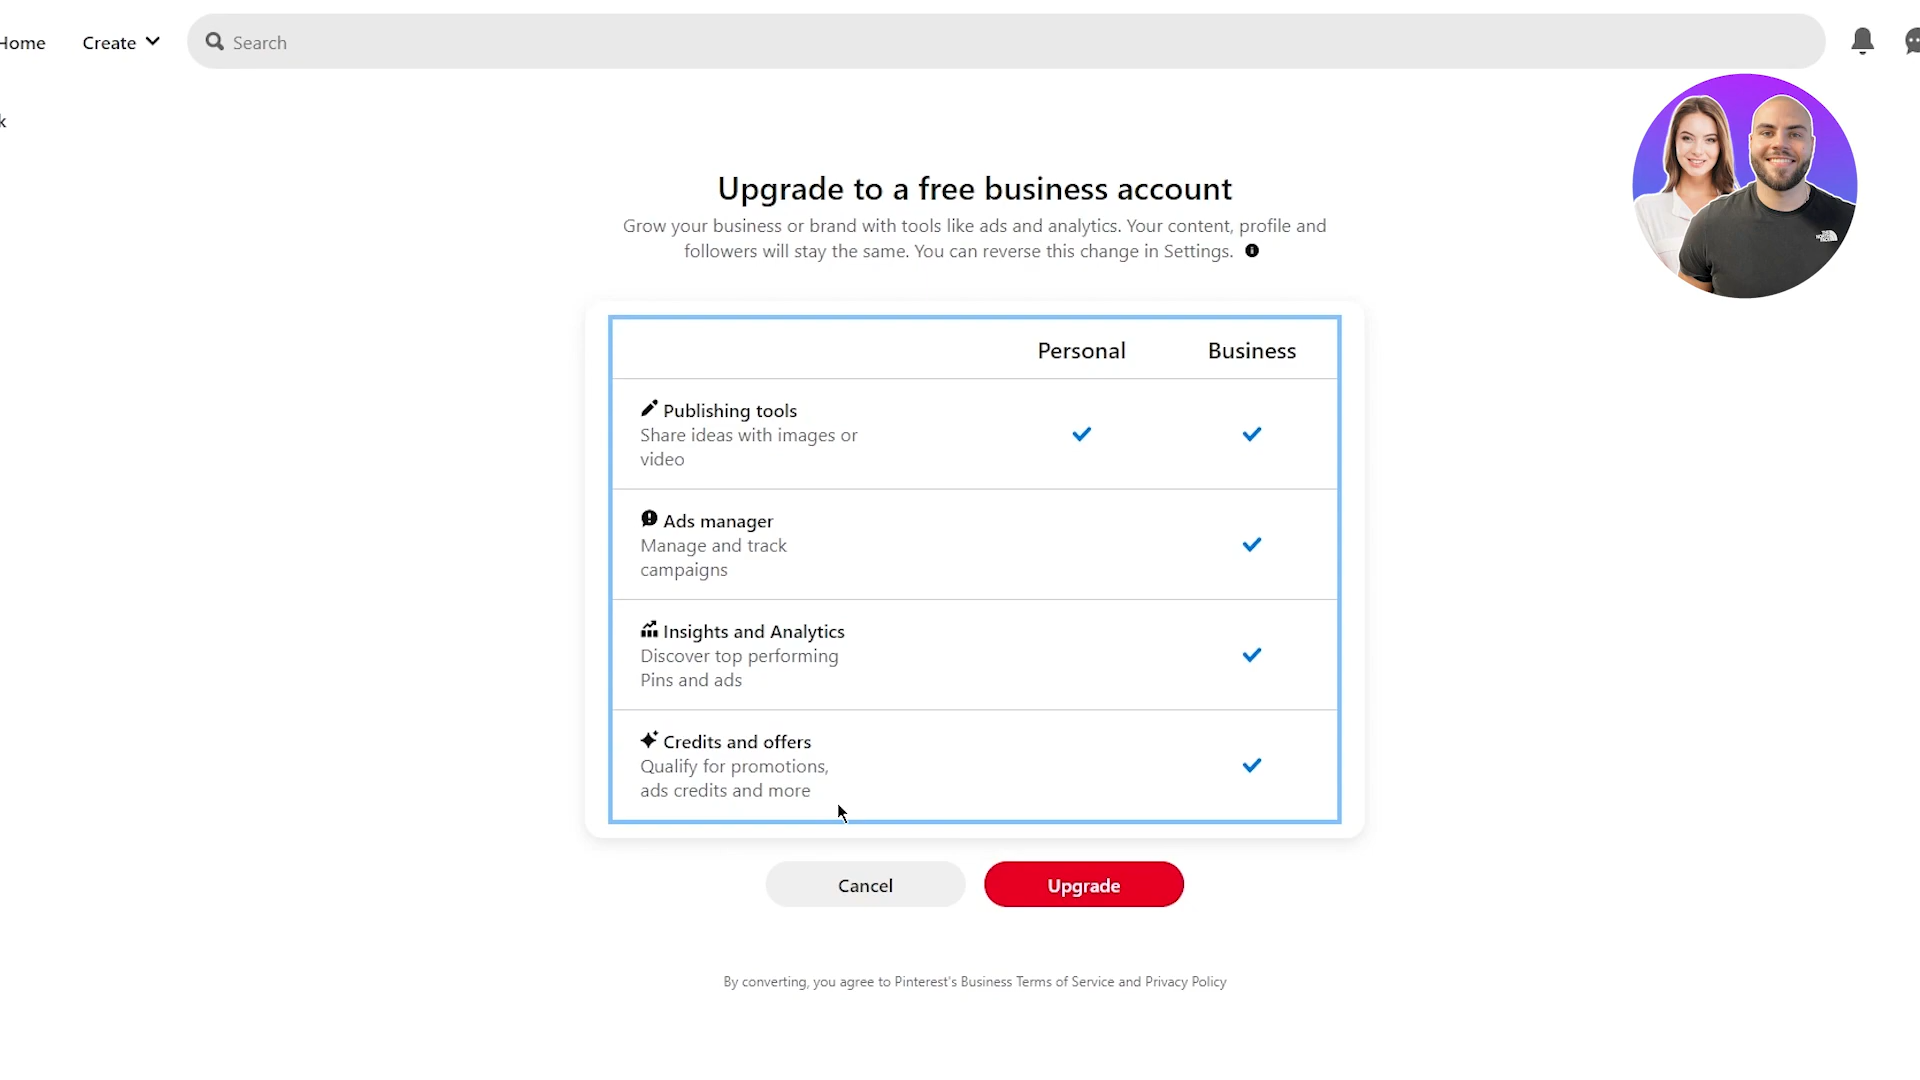 Home
Create
Search
k
Upgrade to a free business account
Grow your business or brand with tools like ads and analytics. Your content, profile and
followers will stay the same. You can reverse this change in Settings.
Personal Business
Publishing tools
Share ideas with images or
video
Ads manager
Manage and track
campaigns
Insights and Analytics
Discover top performing
Pins and ads
Credits and offers
Qualify for promotions,
ads credits and more
Cancel
Upgrade
By converting, you agree to Pinterest's Business Terms of Service and Privacy Policy